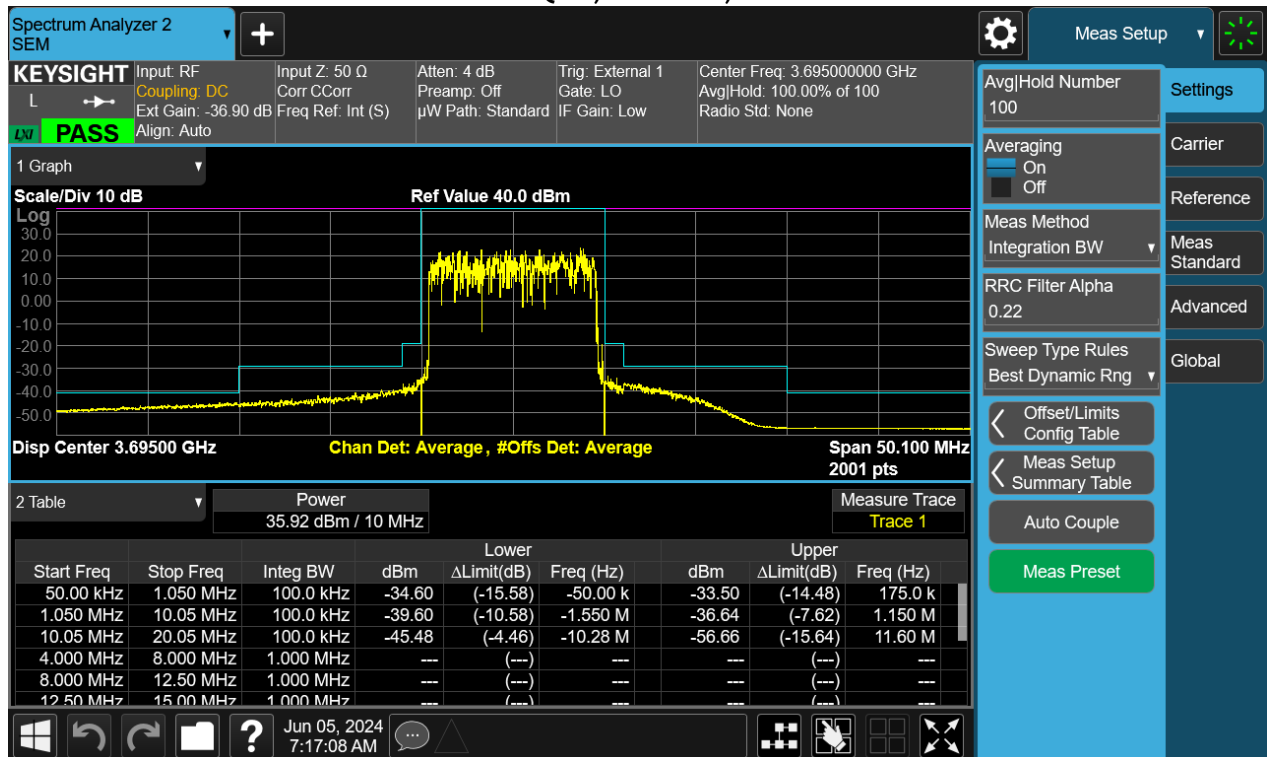 Spectrum Analyzer 2
SEM
Meas Setup
KEYSIGHT
L
LXI PASS
Input: RF
Coupling: DC
Ext Gain: -36.90 dB
Align: Auto
Input Z: 50 Ω
Corr CCorr
Freq Ref: Int (S)
Atten: 4 dB
Preamp: Off
µW Path: Standard
Trig: External 1
Gate: LO
IF Gain: Low
Center Freq: 3.695000000 GHz
Avg|Hold: 100.00% of 100
Radio Std: None
1 Graph
Scale/Div 10 dB
Ref Value 40.0 dBm
Log
30.0
20.0
10.0
0.00
-10.0
-20.0
-30.0
-40.0
-50.0
Disp Center 3.69500 GHz
Chan Det: Average , #Offs Det: Average
Span 50.100 MHz
2001 pts
2 Table
Power
35.92 dBm / 10 MHz
Measure Trace
Trace 1
Lower Upper
Start Freq Stop Freq Integ BW dBm ΔLimit(dB) Freq (Hz) dBm ΔLimit(dB) Freq (Hz)
50.00 kHz 1.050 MHz 100.0 kHz -34.60 (-15.58) -50.00 k -33.50 (-14.48) 175.0 k
1.050 MHz 10.05 MHz 100.0 kHz -39.60 (-10.58) -1.550 M -36.64 (-7.62) 1.150 M
10.05 MHz 20.05 MHz 100.0 kHz -45.48 (-4.46) -10.28 M -56.66 (-15.64) 11.60 M
4.000 MHz 8.000 MHz 1.000 MHz --- (---) --- --- (---) ---
8.000 MHz 12.50 MHz 1.000 MHz --- (---) --- --- (---) ---
12.50 MHz 15.00 MHz 1.000 MHz --- (---) --- --- (---) ---
?
Jun 05, 2024
7:17:08 AM
Avg|Hold Number
100
Averaging
On
Off
Meas Method
Integration BW
RRC Filter Alpha
0.22
Sweep Type Rules
Best Dynamic Rng
Offset/Limits
Config Table
Meas Setup
Summary Table
Auto Couple
Meas Preset
Settings
Carrier
Reference
Meas
Standard
Advanced
Global